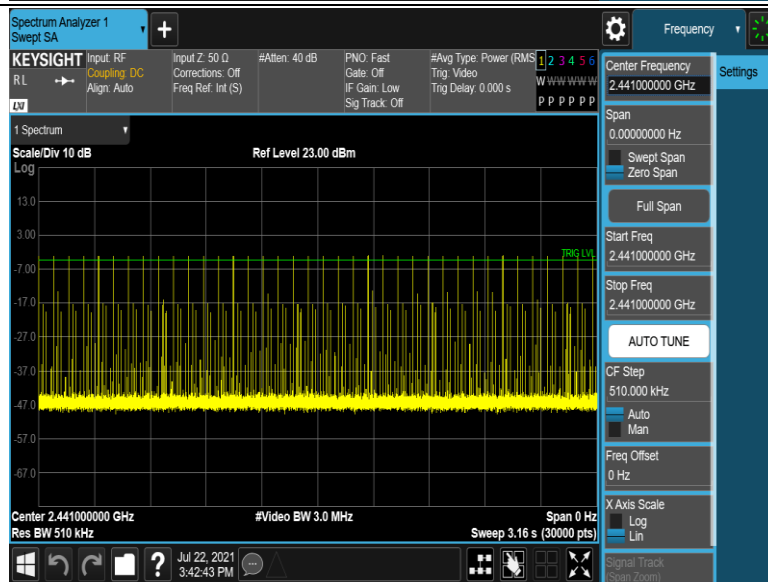 Spectrum Analyzer 1
Swept SA
+
Frequency
KEYSIGHT
RL
LXI
Input: RF
Coupling: DC
Align: Auto
Input Z: 50 Ω
Corrections: Off
Freq Ref: Int (S)
#Atten: 40 dB
PNO: Fast
Gate: Off
IF Gain: Low
Sig Track: Off
#Avg Type: Power (RMS
Trig: Video
Trig Delay: 0.000 s
1 2 3 4 5 6
W W W W W W
P P P P P P
1 Spectrum
Scale/Div 10 dB
Ref Level 23.00 dBm
Log
13.0
3.00
TRIG LVL
-7.00
-17.0
-27.0
-37.0
-47.0
-57.0
-67.0
Center 2.441000000 GHz
#Video BW 3.0 MHz
Span 0 Hz
Res BW 510 kHz
Sweep 3.16 s (30000 pts)
Center Frequency
2.441000000 GHz
Settings
Span
0.00000000 Hz
Swept Span
Zero Span
Full Span
Start Freq
2.441000000 GHz
Stop Freq
2.441000000 GHz
AUTO TUNE
CF Step
510.000 kHz
Auto
Man
Freq Offset
0 Hz
X Axis Scale
Log
Lin
Signal Track
(Span Zoom)
?
Jul 22, 2021
3:42:43 PM